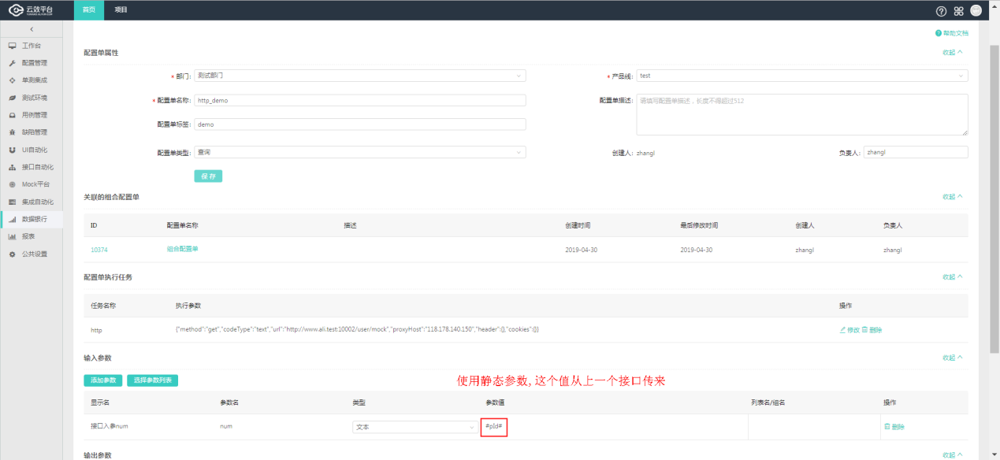 云效平台 首页 项目
帮助文档
工作台
配置管理
单测集成
测试环境
用例管理
缺陷管理
UI自动化
接口自动化
Mock平台
集成自动化
数据银行
报表
公共设置
配置单属性 收起
* 部门: 测试部门 * 产品线: test
* 配置单名称: http_demo 配置单描述: 请填写配置单描述，长度不得超过512
配置单标签: demo
配置单类型: 查询 创建人: zhangl 负责人: zhangl
保存
关联的组合配置单 收起
ID 配置单名称 描述 创建时间 最后修改时间 创建人 负责人
10374 组合配置单 2019-04-30 2019-04-30 zhangl zhangl
配置单执行任务 收起
任务名称 执行参数 操作
http {"method":"get","codeType":"text","url":"http://www.ali.test:10002/user/mock","proxyHost":"118.178.140.150","header":{},"cookies":{}} 修改 删除
输入参数 收起
添加参数 选择参数列表 使用静态参数, 这个值从上一个接口传来
显示名 参数名 类型 参数值 列表名/组名 操作
接口入参num num 文本 #pId# 删除
输出参数 收起